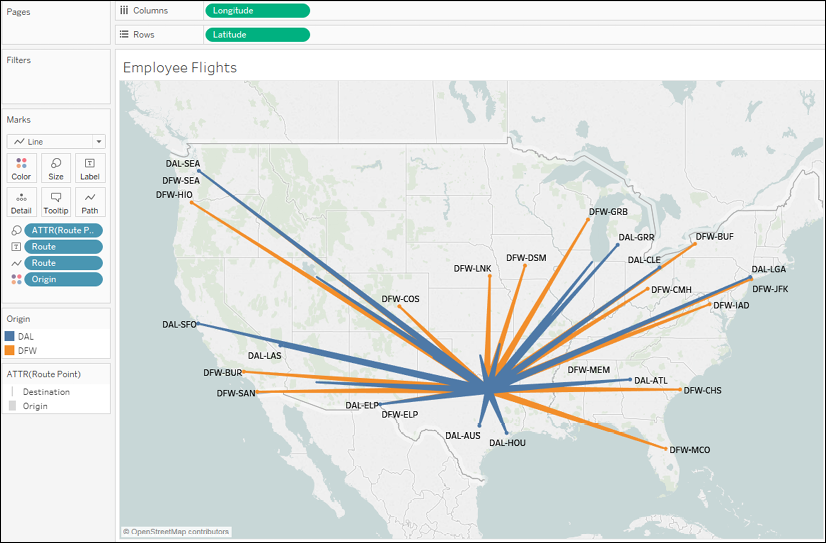 Pages
Columns
Longitude
Rows
Latitude
Filters
Employee Flights
Marks
Line
Color
Size
Label
Detail
Tooltip
Path
ATTR(Route P..
Route
Route
Origin
Origin
DAL
DFW
ATTR(Route Point)
Destination
Origin
DAL-SEA
DFW-SEA
DFW-HIO
DFW-GRB
DAL-GRR
DFW-BUF
DAL-CLE
DFW-DSM
DFW-LNK
DAL-LGA
DFW-CMH
DFW-JFK
DFW-COS
DFW-IAD
DAL-SFO
DAL-LAS
DFW-BUR
DFW-MEM
DAL-ATL
DFW-SAN
DFW-CHS
DAL-ELP
DFW-ELP
DAL-AUS
DAL-HOU
DFW-MCO
© OpenStreetMap contributors